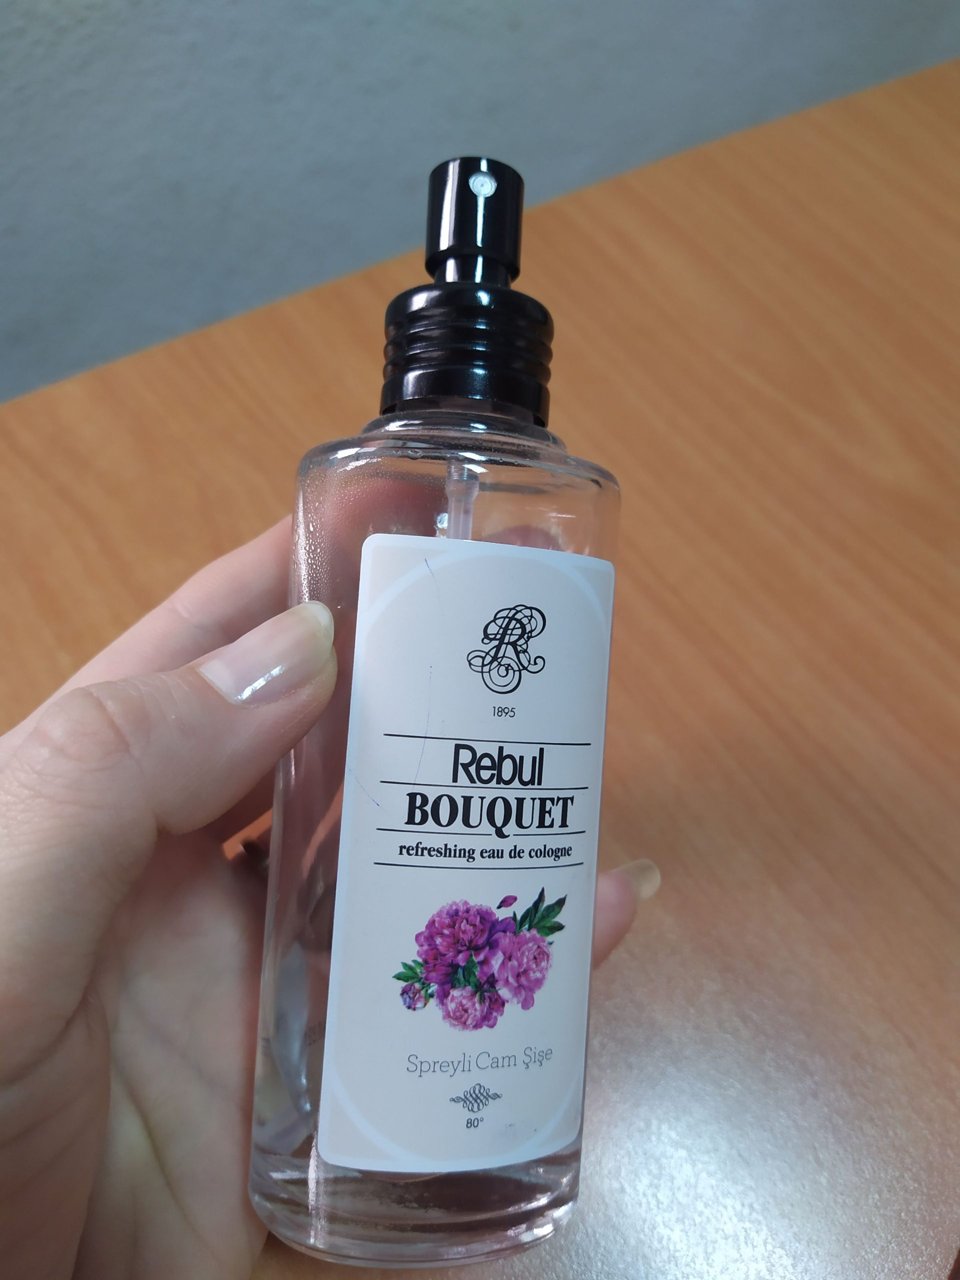 R
1895
Rebul
BOUQUET
refreshing eau de cologne
Spreyli Cam Şişe
80°